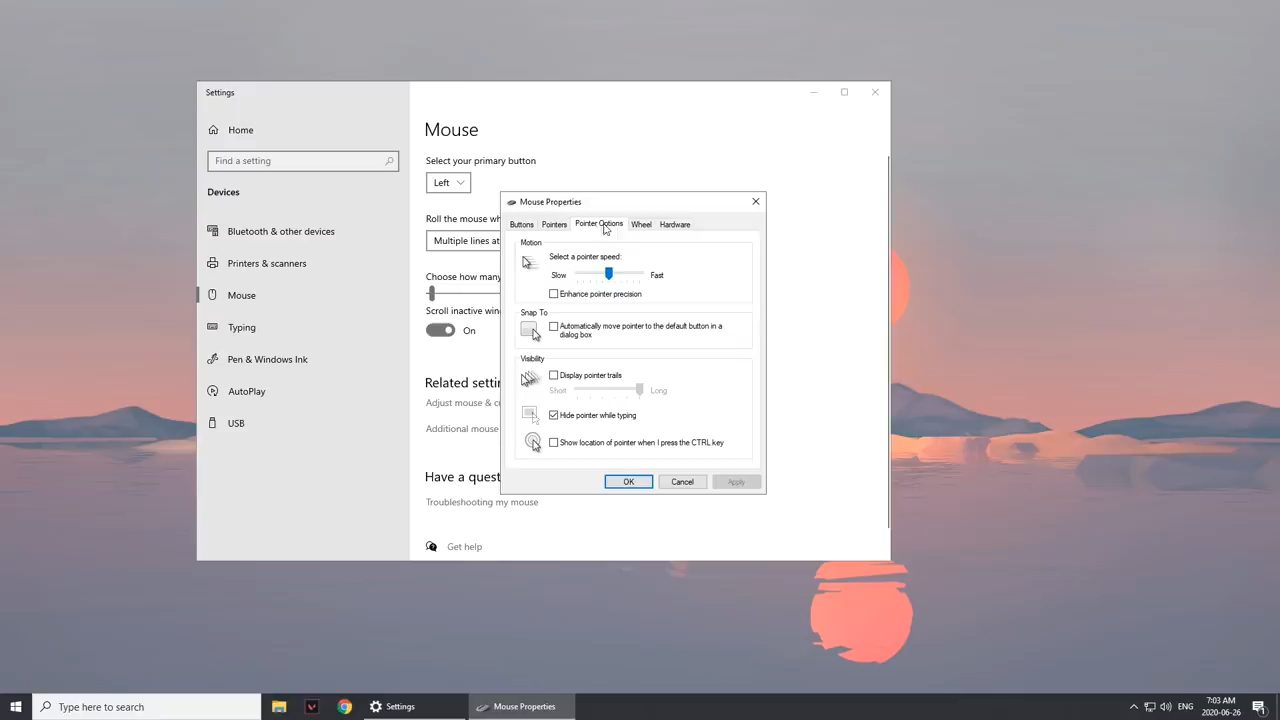 Settings
Home
Find a setting
Devices
Bluetooth & other devices
Printers & scanners
Mouse
Typing
Pen & Windows Ink
AutoPlay
USB
Mouse
Select your primary button
Left
Roll the mouse wh
Multiple lines at
Choose how many
Scroll inactive win
On
Related settin
Adjust mouse & c
Additional mouse
Have a quest
Troubleshooting my mouse
Get help
Mouse Properties
Buttons Pointers Pointer Options Wheel Hardware
Motion
Select a pointer speed:
Slow Fast
Enhance pointer precision
Snap To
Automatically move pointer to the default button in a
dialog box
Visibility
Display pointer trails
Short Long
Hide pointer while typing
Show location of pointer when I press the CTRL key
OK Cancel Apply
Type here to search
Settings
Mouse Properties
ENG
7:03 AM
2020-06-26